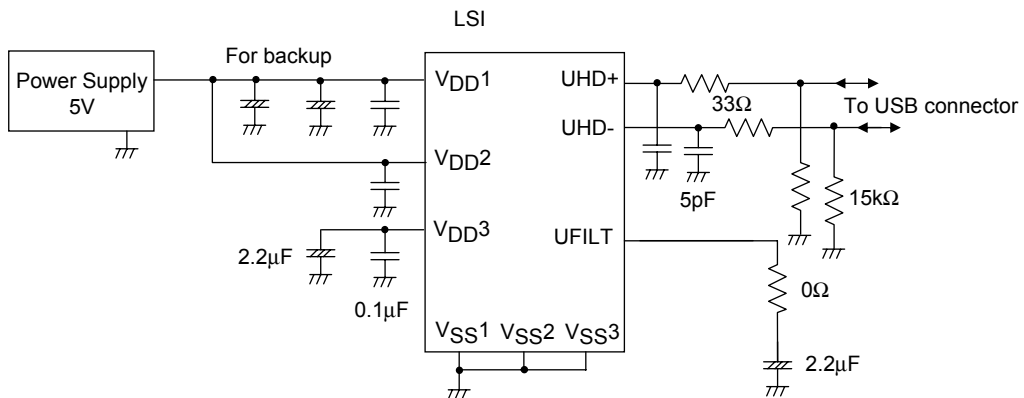 LSI
For backup
Power Supply
5V
VDD1
UHD+
33Ω
To USB connector
UHD-
VDD2
5pF
15kΩ
VDD3
UFILT
2.2μF
0Ω
0.1μF
VSS1
VSS2
VSS3
2.2μF